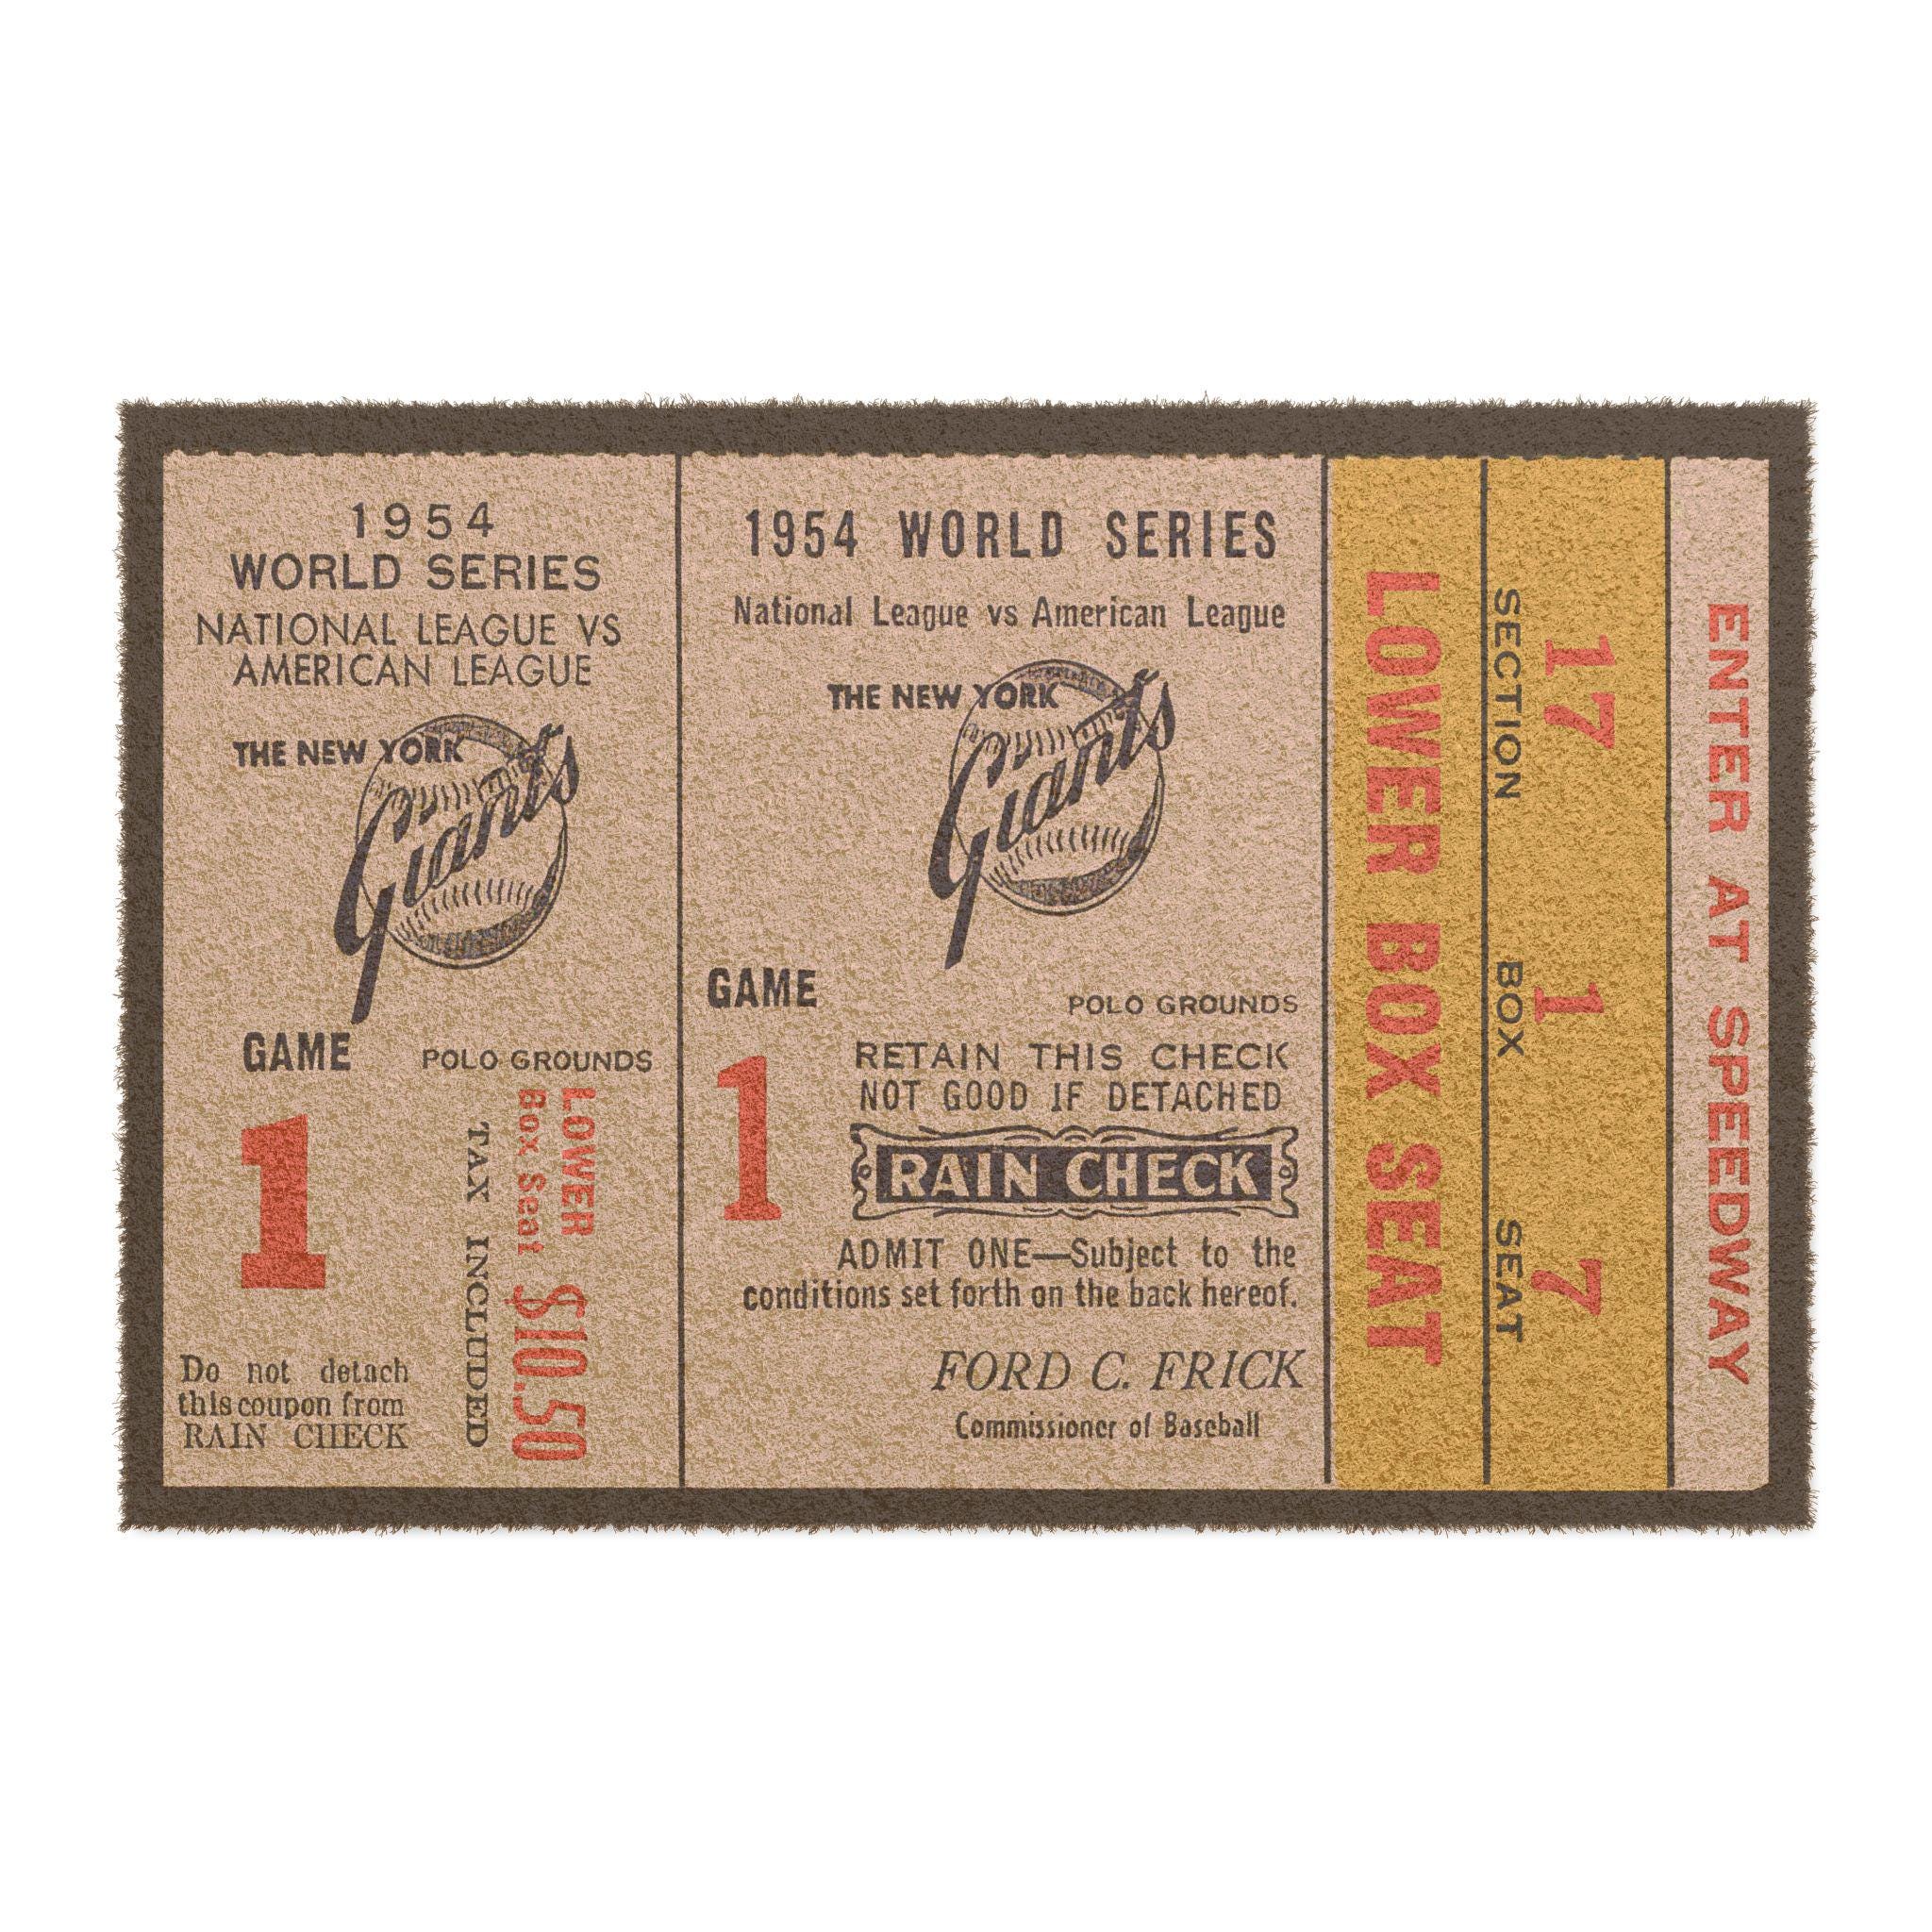 1954
WORLD SERIES
NATIONAL LEAGUE VS
AMERICAN LEAGUE
THE NEW YORK
Giants
GAME
POLO GROUNDS
1
LOWER
Box Seat $10.50
TAX INCLUDED
Do not detach
this coupon from
RAIN CHECK
1954 WORLD SERIES
National League vs American League
THE NEW YORK
Giants
GAME
POLO GROUNDS
1
RETAIN THIS CHECK
NOT GOOD IF DETACHED
RAIN CHECK
ADMIT ONE—Subject to the
conditions set forth on the back hereof.
FORD C. FRICK
Commissioner of Baseball
LOWER BOX SEAT
17 1 7
SECTION BOX SEAT
ENTER AT SPEEDWAY